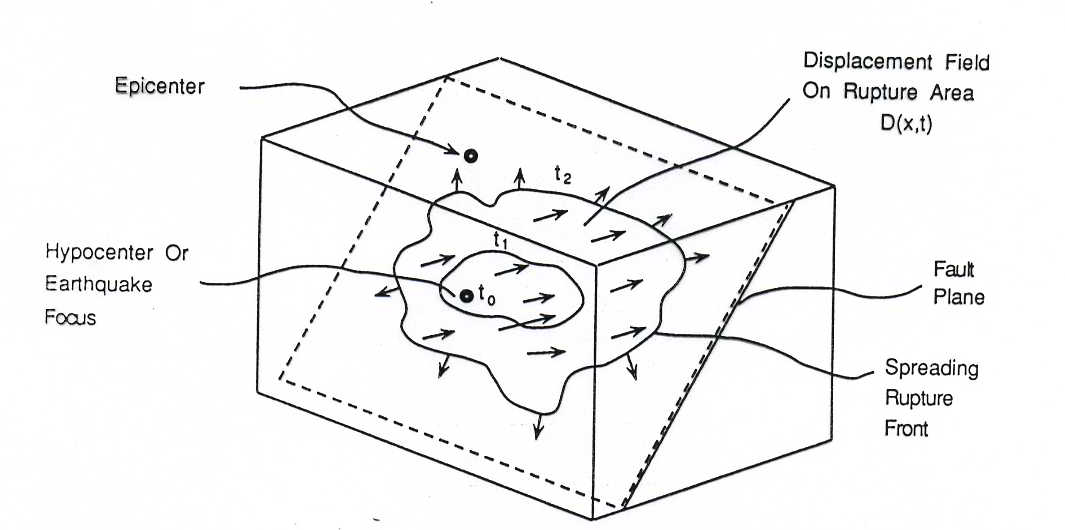 Epicenter
Displacement Field
On Rupture Area
D(x,t)
t2
t1
Hypocenter Or
Earthquake
Focus
t0
Fault
Plane
Spreading
Rupture
Front